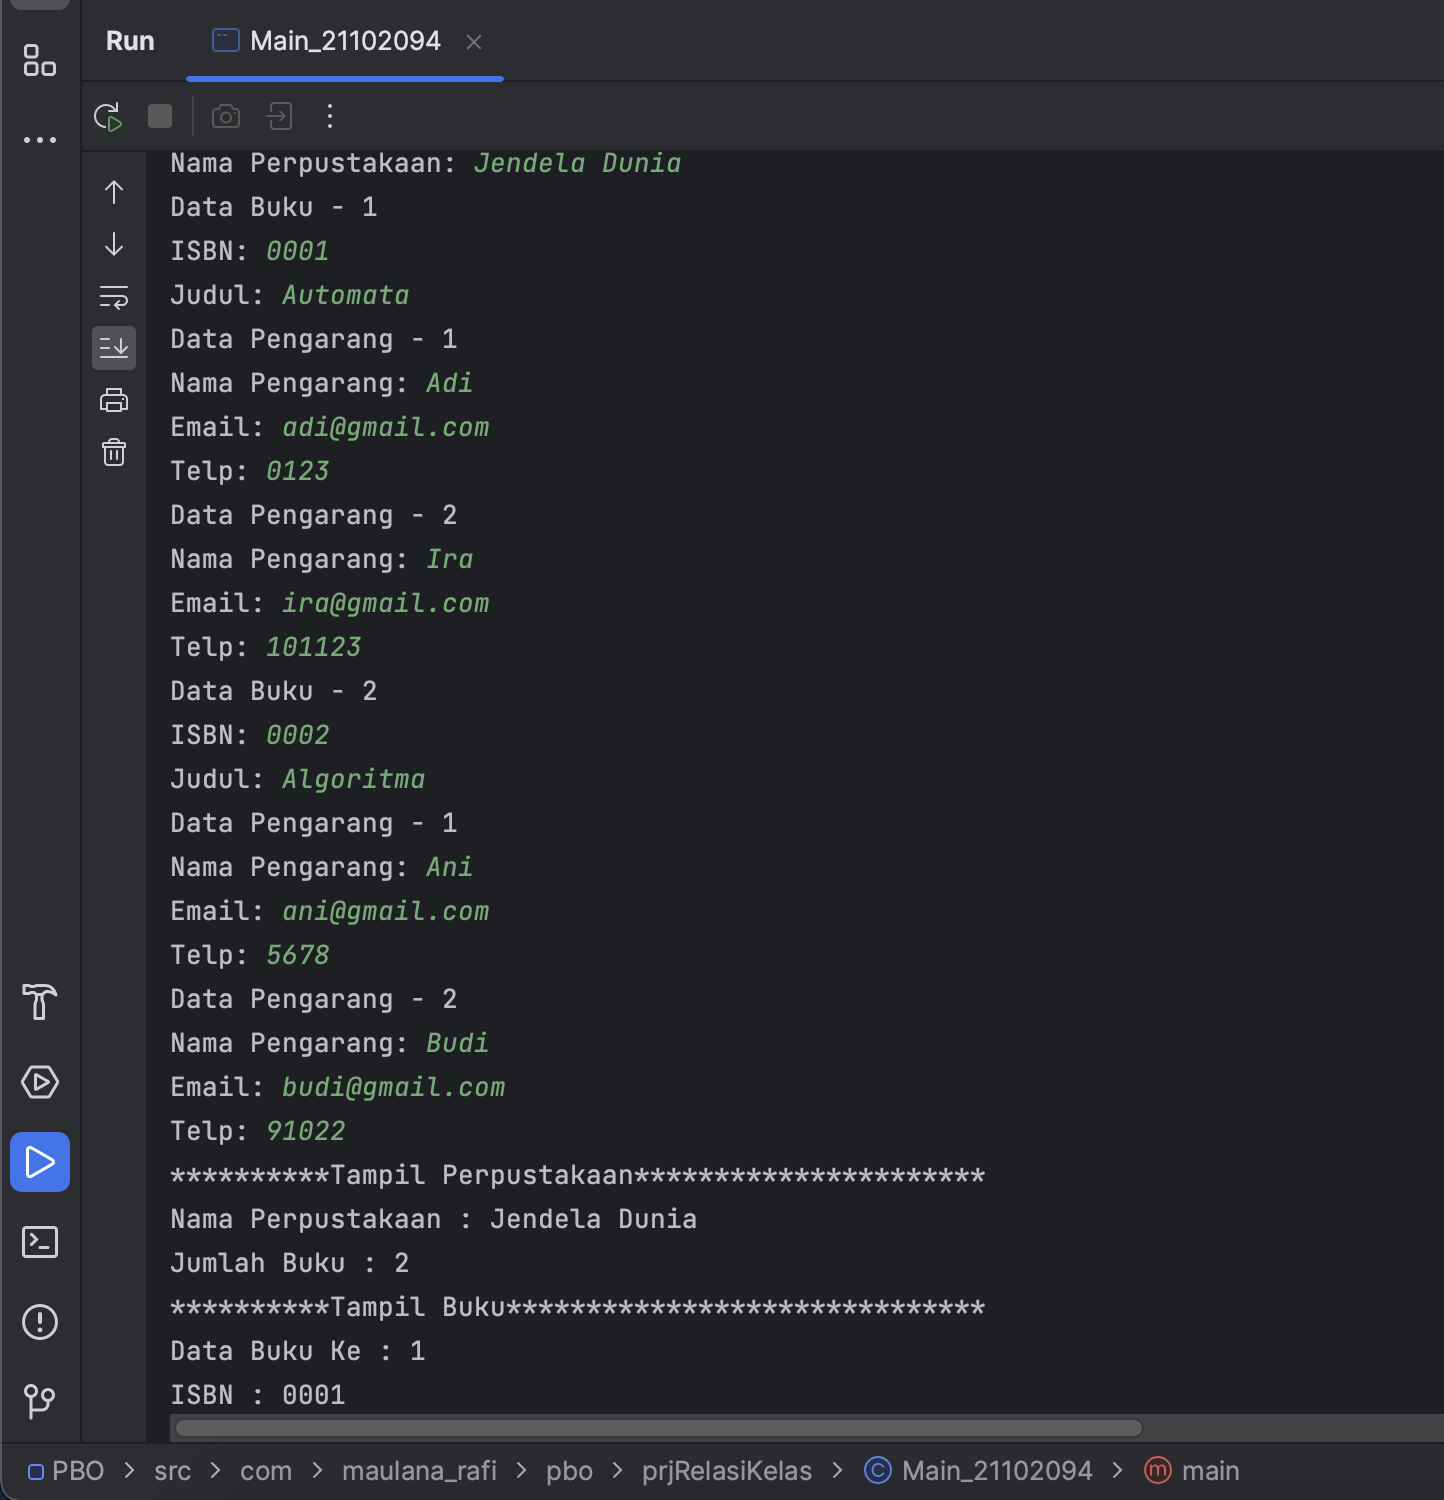 Run Main_21102094
Nama Perpustakaan: Jendela Dunia
Data Buku - 1
ISBN: 0001
Judul: Automata
Data Pengarang - 1
Nama Pengarang: Adi
Email: adi@gmail.com
Telp: 0123
Data Pengarang - 2
Nama Pengarang: Ira
Email: ira@gmail.com
Telp: 101123
Data Buku - 2
ISBN: 0002
Judul: Algoritma
Data Pengarang - 1
Nama Pengarang: Ani
Email: ani@gmail.com
Telp: 5678
Data Pengarang - 2
Nama Pengarang: Budi
Email: budi@gmail.com
Telp: 91022
**********Tampil Perpustakaan**********************
Nama Perpustakaan : Jendela Dunia
Jumlah Buku : 2
**********Tampil Buku******************************
Data Buku Ke : 1
ISBN : 0001
PBO > src > com > maulana_rafi > pbo > prjRelasiKelas > Main_21102094 > main